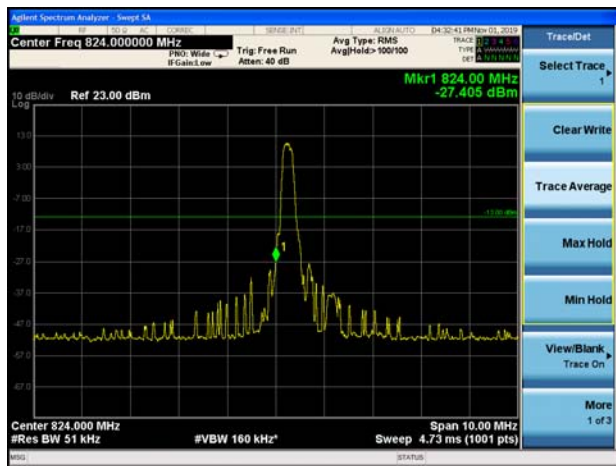 Agilent Spectrum Analyzer - Swept SA
RF 50 Ω AC CORREC SENSE:INT ALIGN AUTO 04:32:41 PM Nov 01, 2019
Center Freq 824.000000 MHz
PNO: Wide
IFGain:Low
Trig: Free Run
Atten: 40 dB
Avg Type: RMS
Avg|Hold:>100/100
TRACE 1 2 3 4 5 6
TYPE
DET A N N N N N
Mkr1 824.00 MHz
-27.405 dBm
10 dB/div Ref 23.00 dBm
Log
13.0
3.00
-7.00
-13.00 dBm
-17.0
-27.0
-37.0
-47.0
-57.0
-67.0
1
Center 824.000 MHz
Span 10.00 MHz
#Res BW 51 kHz
#VBW 160 kHz*
Sweep 4.73 ms (1001 pts)
MSG
STATUS
Trace/Det
Select Trace
1
Clear Write
Trace Average
Max Hold
Min Hold
View/Blank
Trace On
More
1 of 3